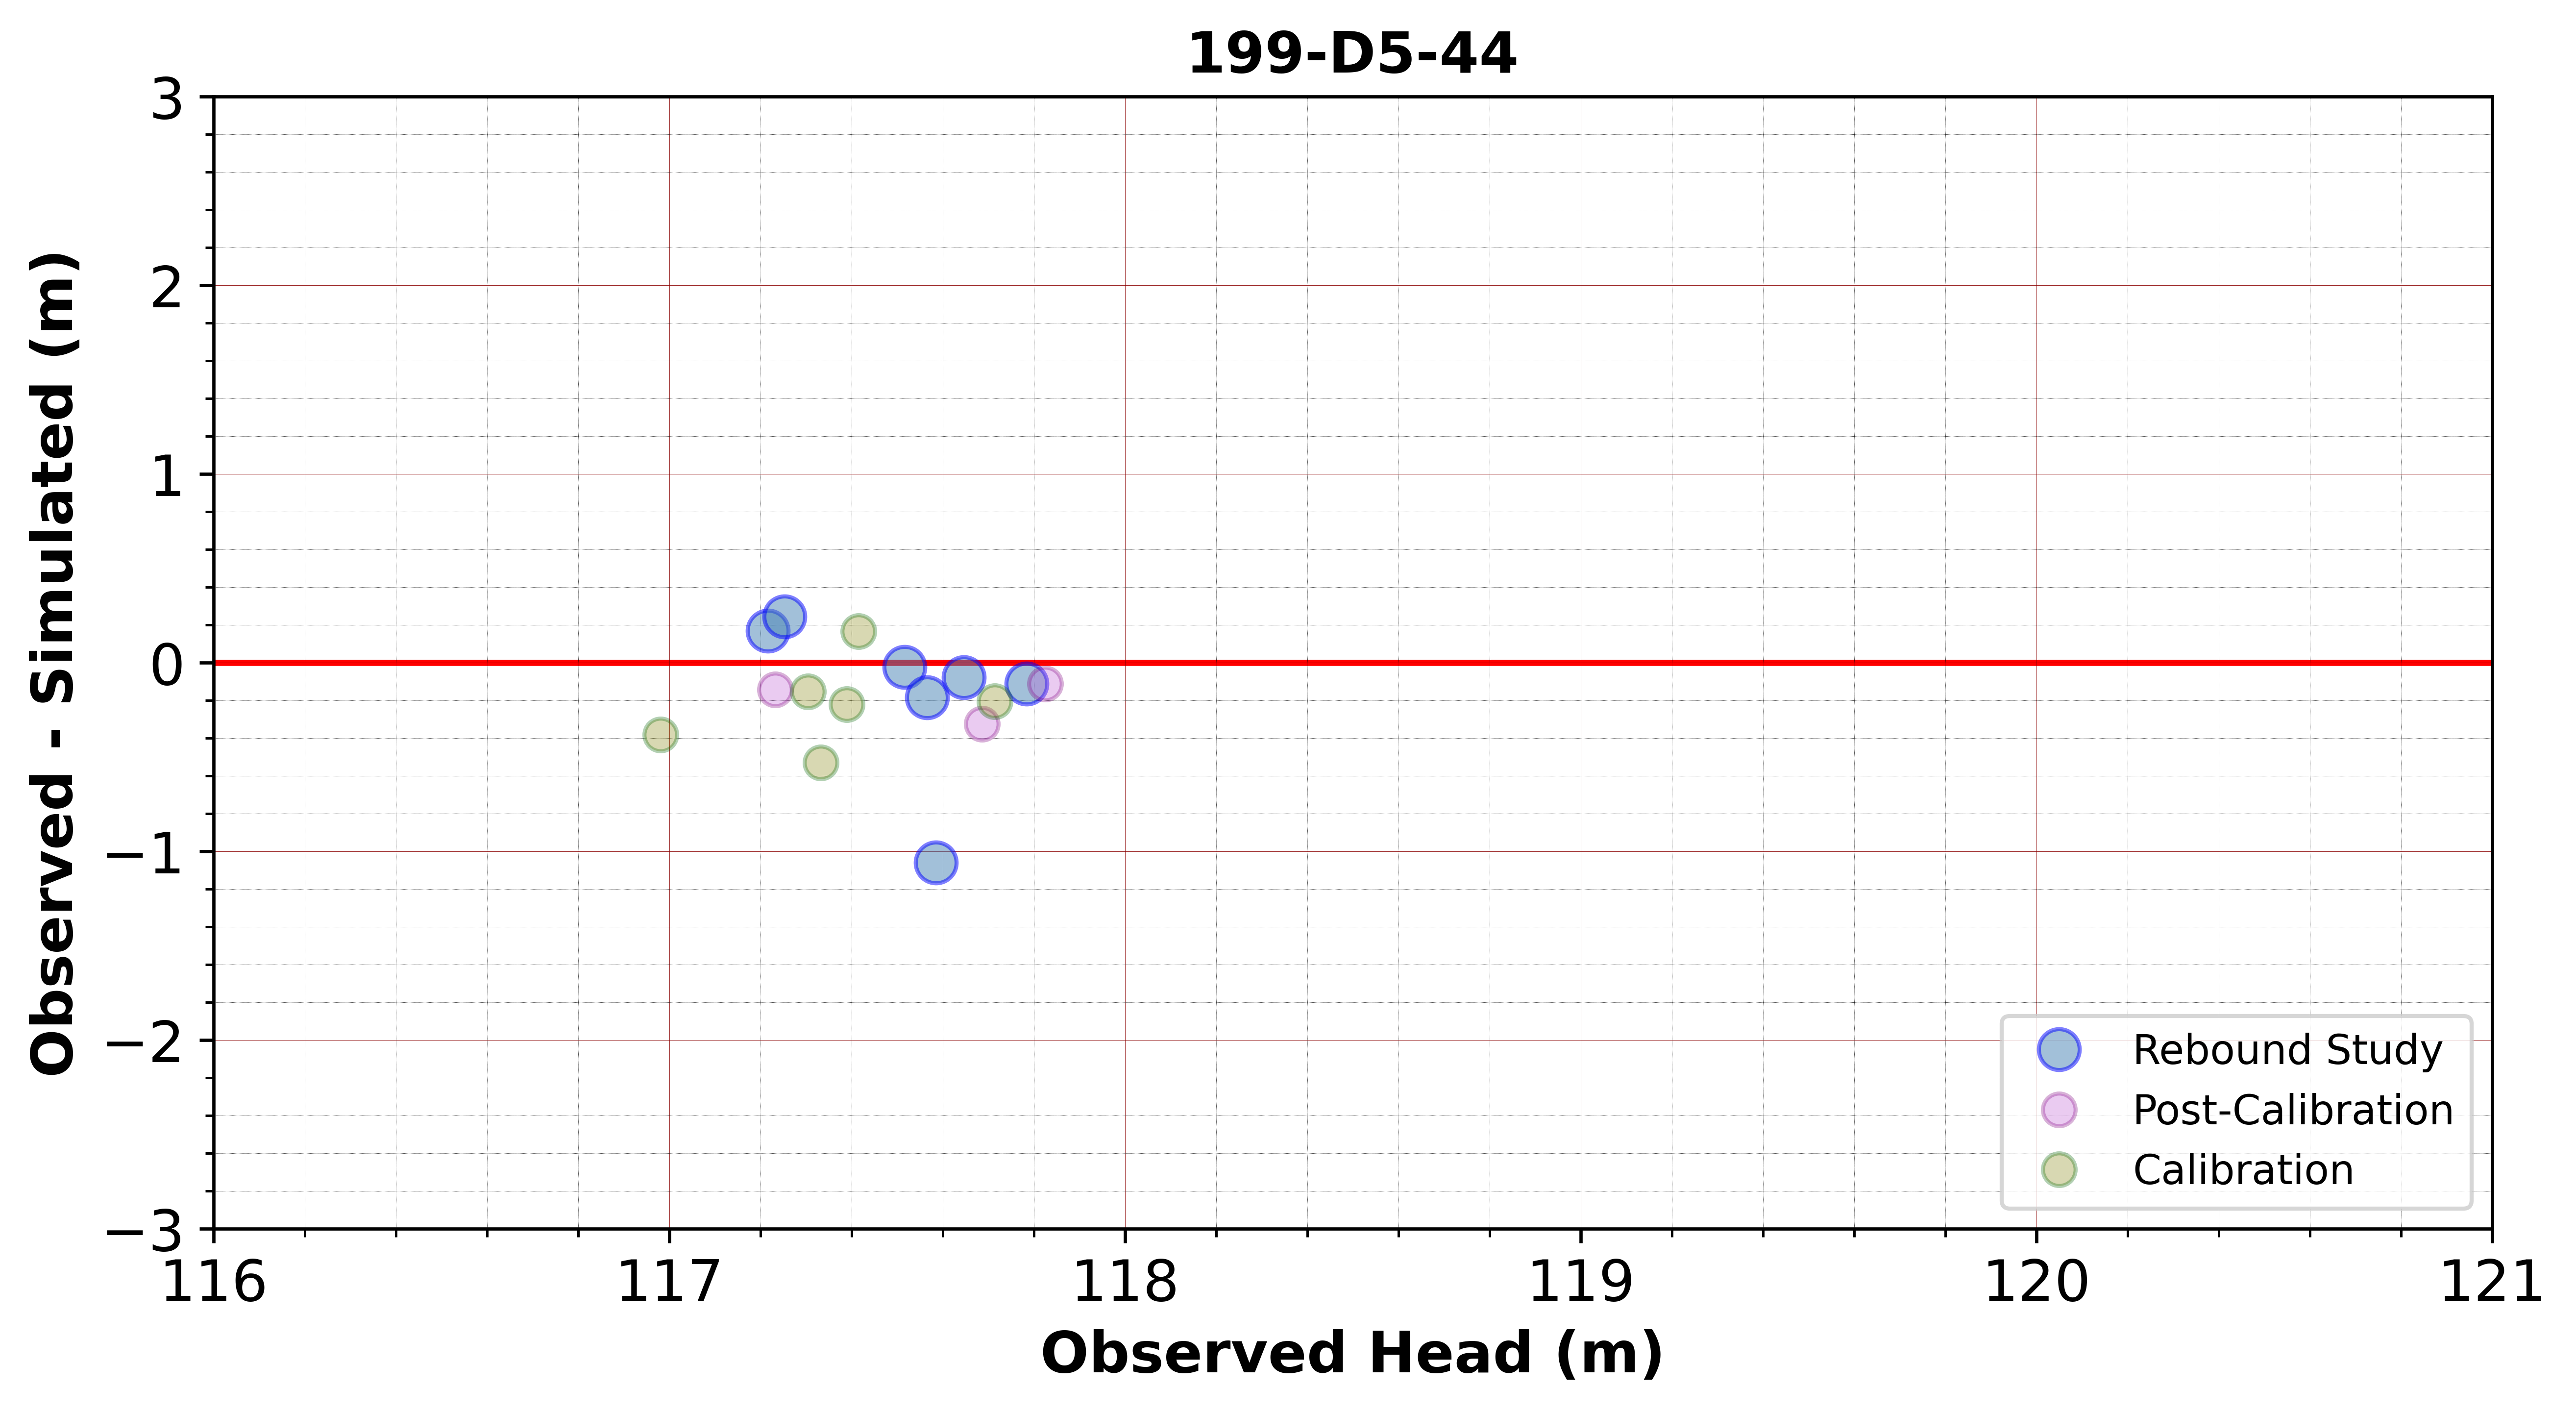 199-D5-44
Observed - Simulated (m)
3
2
1
0
−1
−2
−3
116 117 118 119 120 121
Observed Head (m)
Rebound Study
Post-Calibration
Calibration